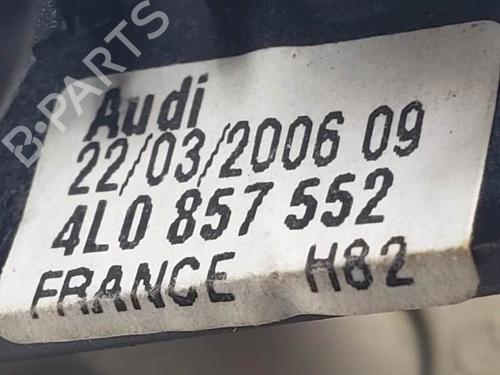 B-PARTS
Audi
22/03/2006 09
4L0 857 552
FRANCE H82